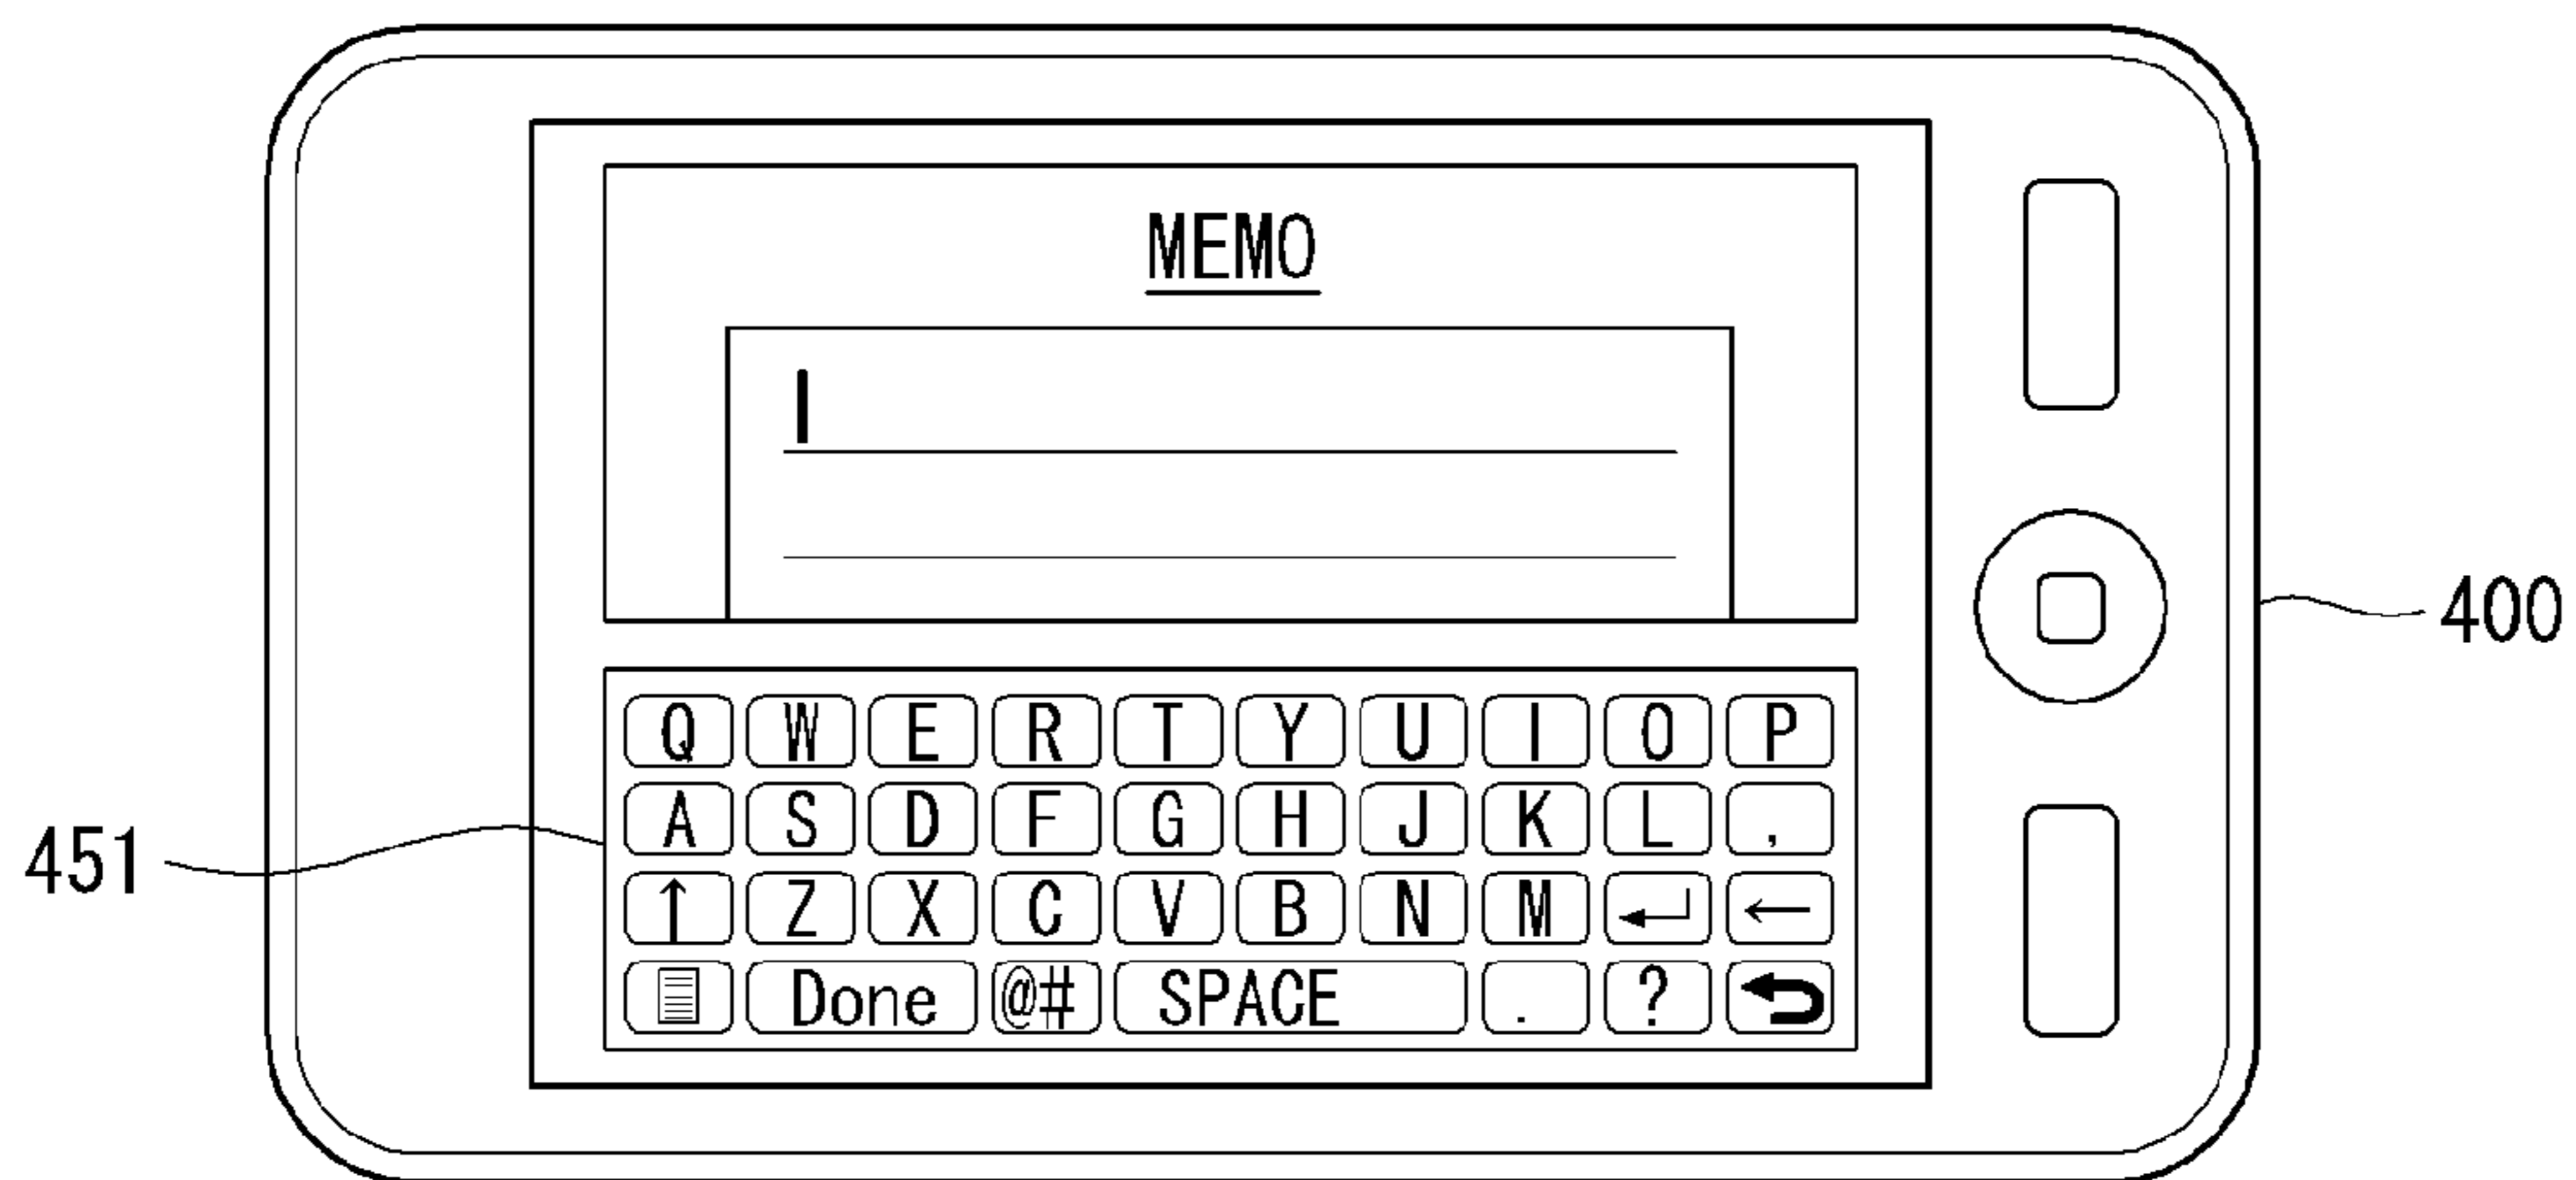 MEMO
400
Q W E R T Y U I O P
A S D F G H J K L ,
451
↑ Z X C V B N M ↵ ←
Done @# SPACE . ? ↩